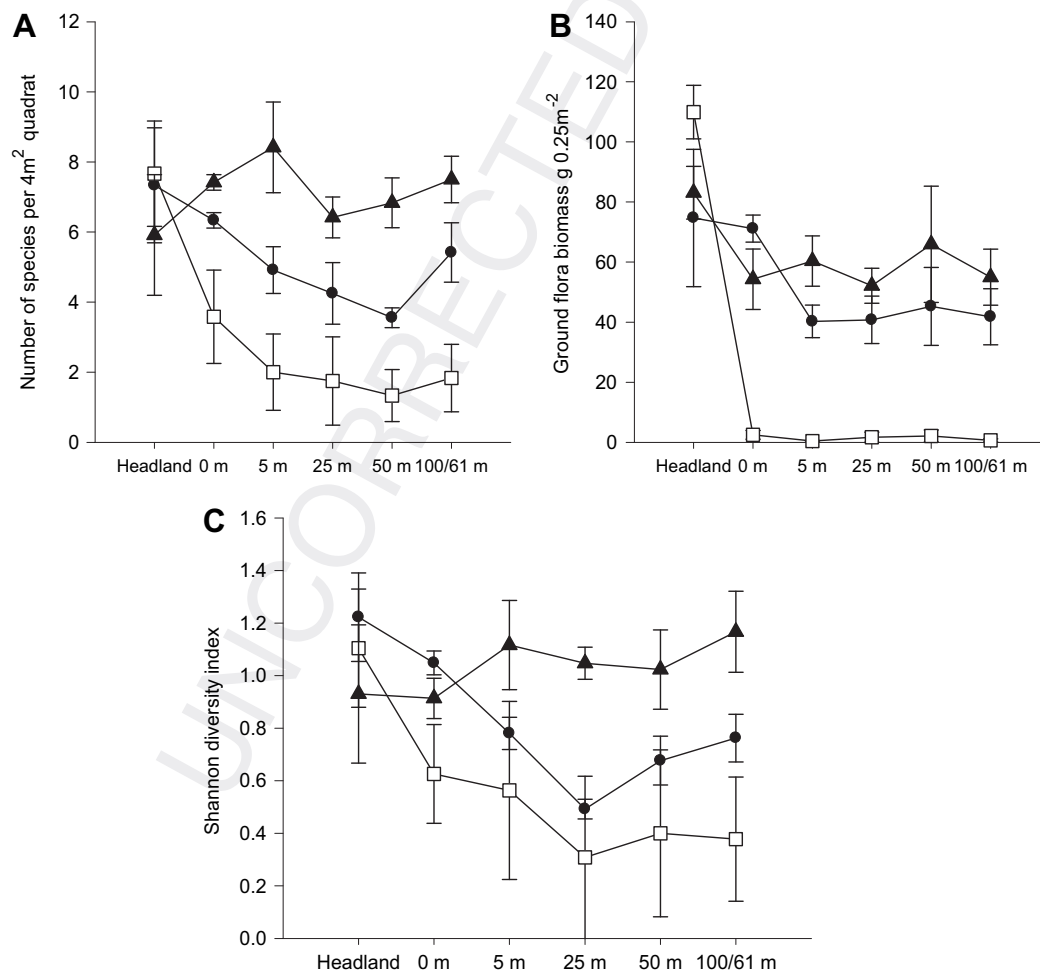 A
Number of species per 4m² quadrat
12
10
8
6
4
2
0
Headland 0 m 5 m 25 m 50 m 100/61 m
B
Ground flora biomass g 0.25m⁻²
140
120
100
80
60
40
20
0
Headland 0 m 5 m 25 m 50 m 100/61 m
C
Shannon diversity index
1.6
1.4
1.2
1.0
0.8
0.6
0.4
0.2
0.0
Headland 0 m 5 m 25 m 50 m 100/61 m
UNCORRECTED